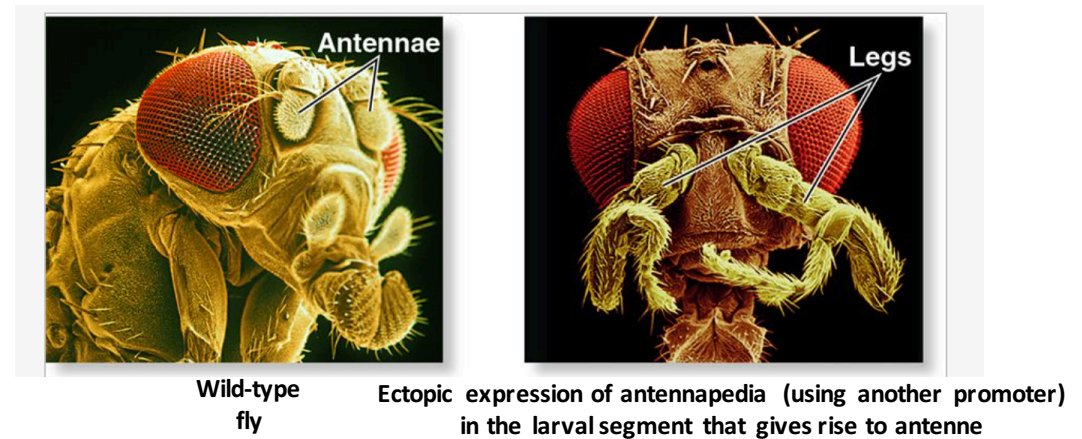 Antennae
Legs
Wild-type
fly
Ectopic expression of antennapedia (using another promoter)
in the larval segment that gives rise to antenne